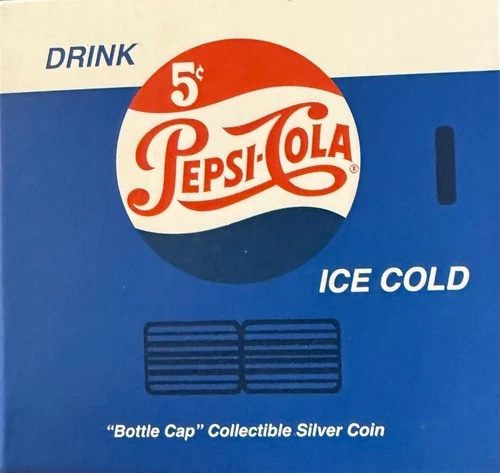 DRINK
5¢
PEPSI-COLA®
ICE COLD
"Bottle Cap" Collectible Silver Coin